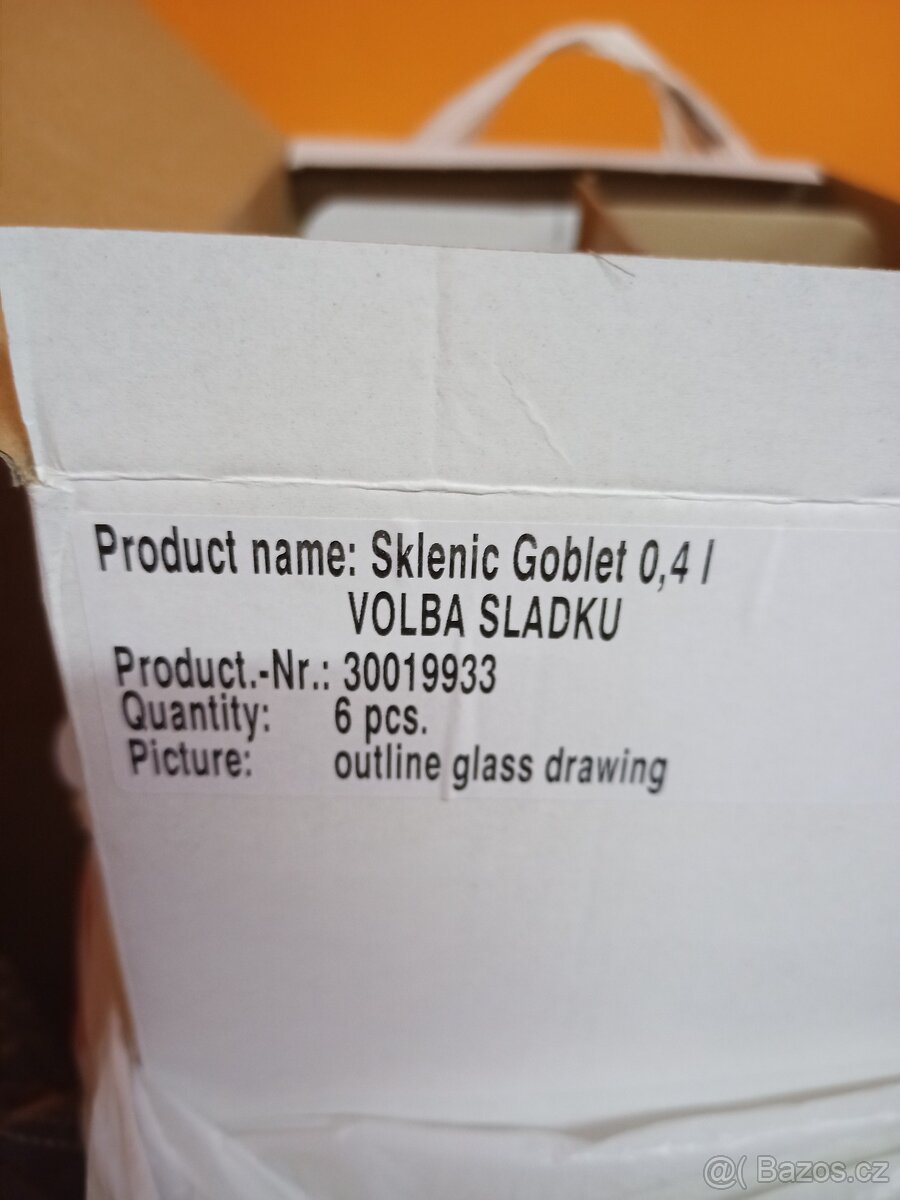 Product name: Sklenic Goblet 0,4 l
VOLBA SLADKU
Product.-Nr.: 30019933
Quantity: 6 pcs.
Picture: outline glass drawing
@( Bazos.cz